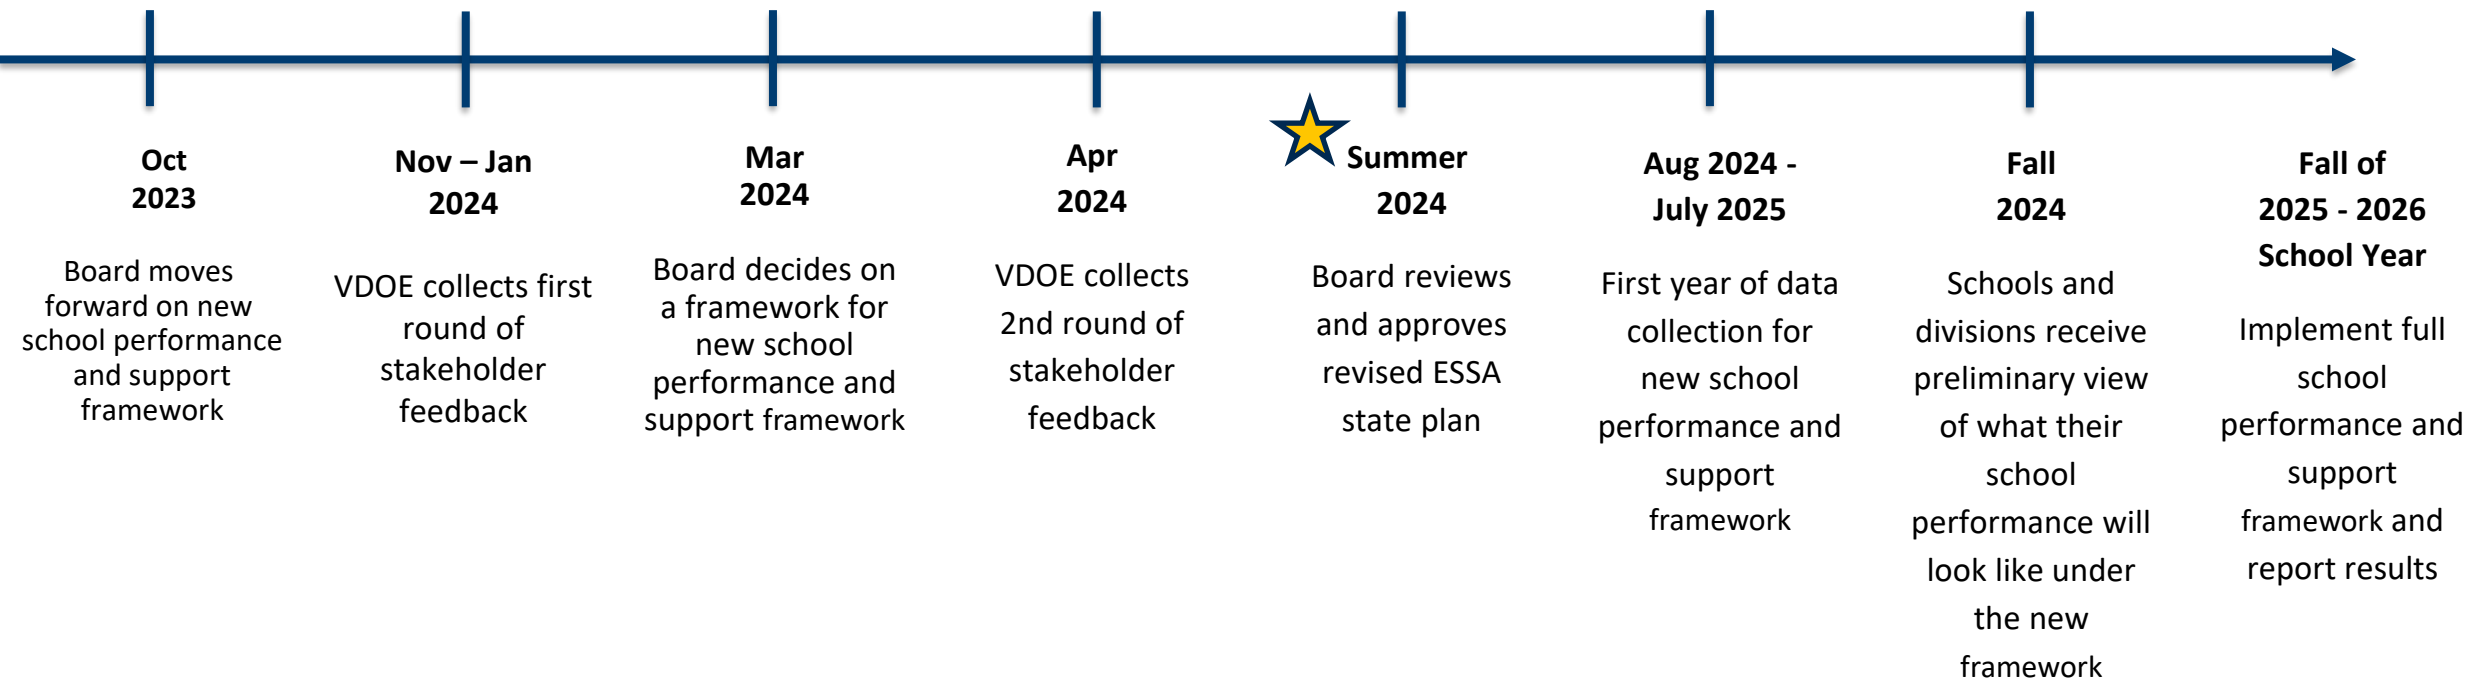 Oct
2023
Board moves
forward on new
school performance
and support
framework
Nov – Jan
2024
VDOE collects first
round of
stakeholder
feedback
Mar
2024
Board decides on
a framework for
new school
performance and
support framework
Apr
2024
VDOE collects
2nd round of
stakeholder
feedback
Summer
2024
Board reviews
and approves
revised ESSA
state plan
Aug 2024 -
July 2025
First year of data
collection for
new school
performance and
support
framework
Fall
2024
Schools and
divisions receive
preliminary view
of what their
school
performance will
look like under
the new
framework
Fall of
2025 - 2026
School Year
Implement full
school
performance and
support
framework and
report results